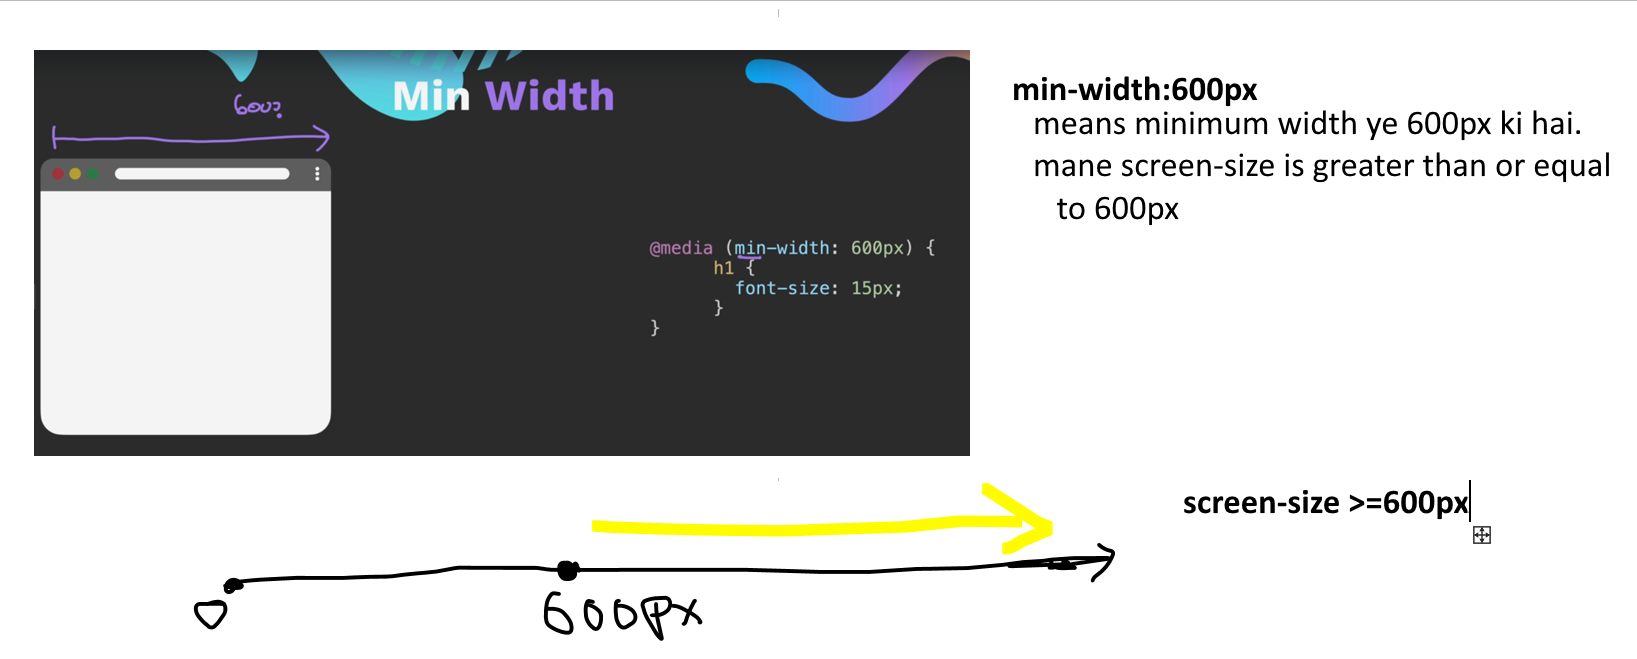 Min Width
600?
@media (min-width: 600px) {
h1 {
font-size: 15px;
}
}
min-width:600px
means minimum width ye 600px ki hai.
mane screen-size is greater than or equal
to 600px
screen-size >=600px
0
600px